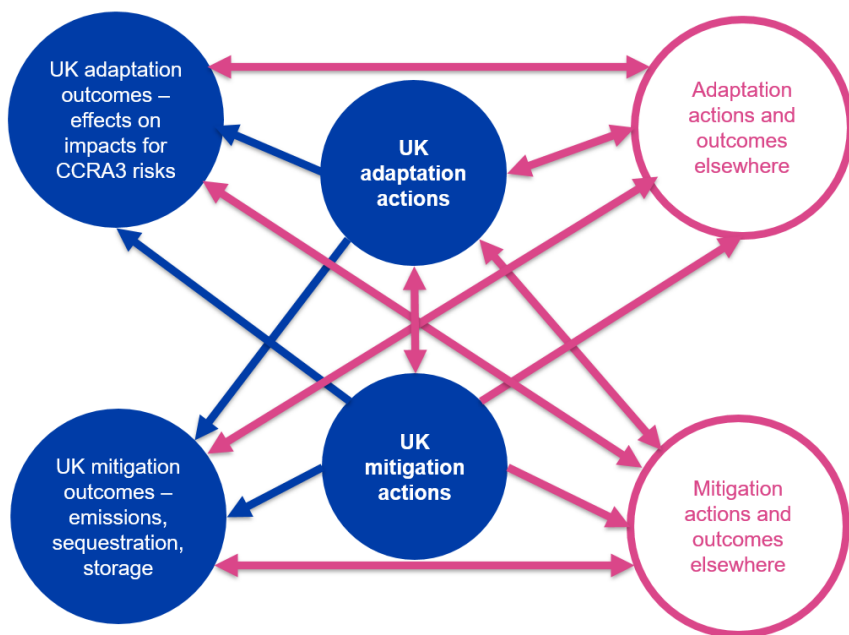 UK adaptation
outcomes –
effects on
impacts for
CCRA3 risks
UK
adaptation
actions
Adaptation
actions and
outcomes
elsewhere
UK mitigation
outcomes –
emissions,
sequestration,
storage
UK
mitigation
actions
Mitigation
actions and
outcomes
elsewhere